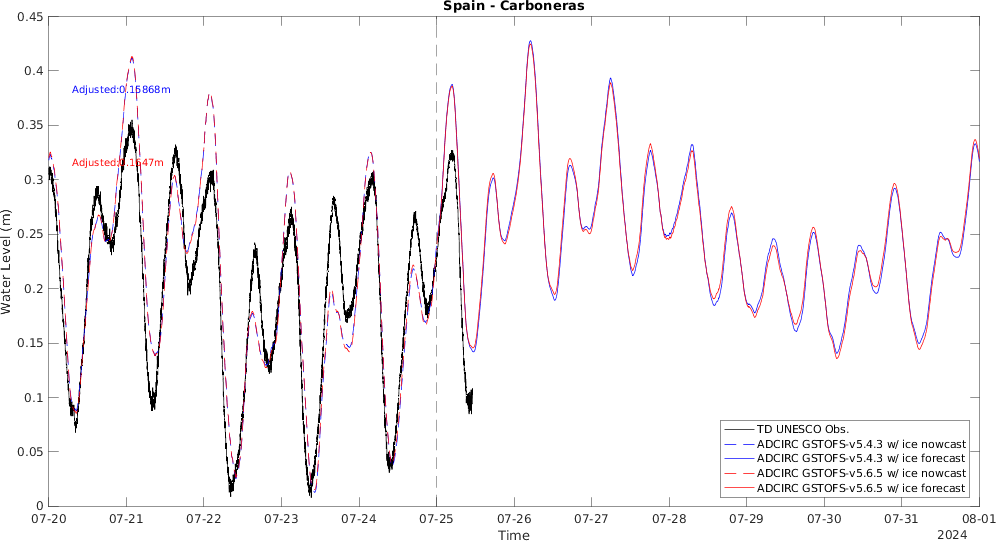 Spain - Carboneras
0.45
0.4
0.35
0.3
0.25
0.2
0.15
0.1
0.05
0
Water Level (m)
Adjusted:0.15868m
Adjusted:0.1547m
TD UNESCO Obs.
ADCIRC GSTOFS-v5.4.3 w/ ice nowcast
ADCIRC GSTOFS-v5.4.3 w/ ice forecast
ADCIRC GSTOFS-v5.6.5 w/ ice nowcast
ADCIRC GSTOFS-v5.6.5 w/ ice forecast
07-20 07-21 07-22 07-23 07-24 07-25 07-26 07-27 07-28 07-29 07-30 07-31 08-01
Time
2024